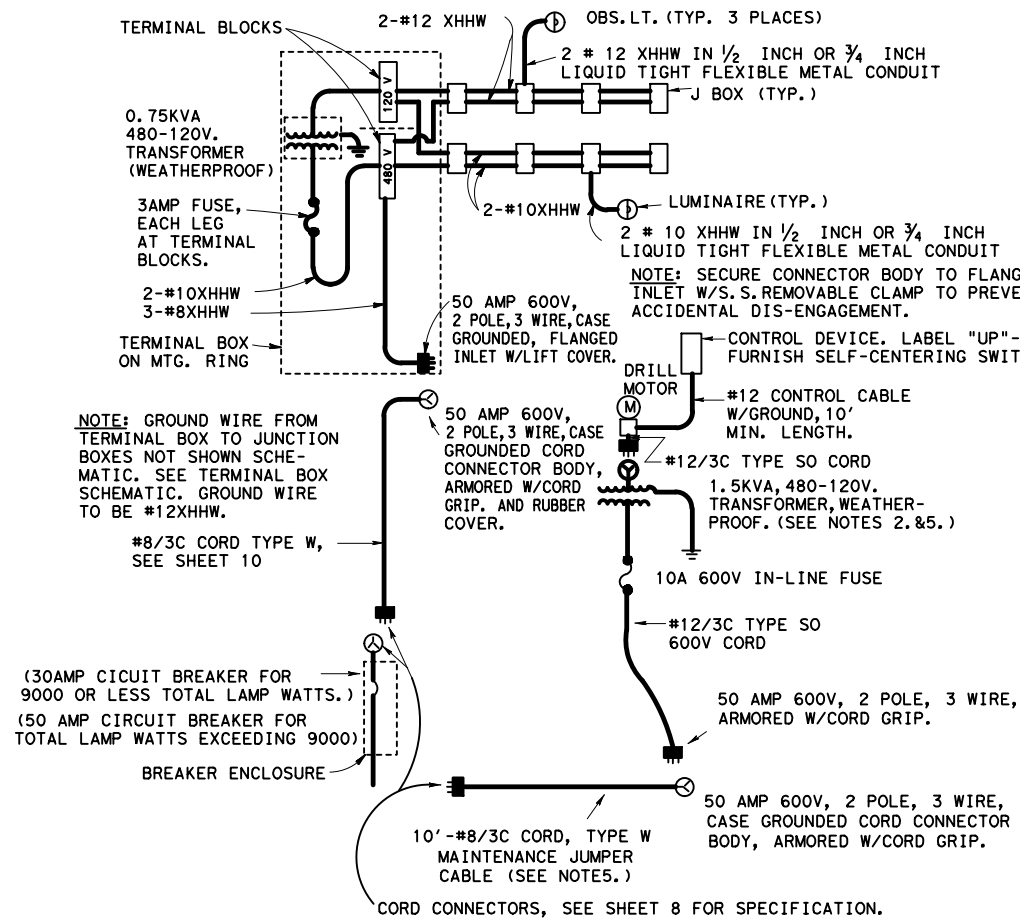 TERMINAL BLOCKS
2-#12 XHHW
OBS.LT. (TYP. 3 PLACES)
2 # 12 XHHW IN ½ INCH OR ¾ INCH
LIQUID TIGHT FLEXIBLE METAL CONDUIT
J BOX (TYP.)
120 V
480 V
0.75KVA
480-120V.
TRANSFORMER
(WEATHERPROOF)
3AMP FUSE,
EACH LEG
AT TERMINAL
BLOCKS.
2-#10XHHW
LUMINAIRE(TYP.)
2 # 10 XHHW IN ½ INCH OR ¾ INCH
LIQUID TIGHT FLEXIBLE METAL CONDUIT
NOTE: SECURE CONNECTOR BODY TO FLANG
INLET W/S.S.REMOVABLE CLAMP TO PREVE
ACCIDENTAL DIS-ENGAGEMENT.
2-#10XHHW
3-#8XHHW
TERMINAL BOX
ON MTG. RING
50 AMP 600V,
2 POLE,3 WIRE,CASE
GROUNDED, FLANGED
INLET W/LIFT COVER.
CONTROL DEVICE. LABEL "UP"-
FURNISH SELF-CENTERING SWIT
DRILL
MOTOR
M
#12 CONTROL CABLE
W/GROUND,10'
MIN. LENGTH.
NOTE: GROUND WIRE FROM
TERMINAL BOX TO JUNCTION
BOXES NOT SHOWN SCHE-
MATIC. SEE TERMINAL BOX
SCHEMATIC. GROUND WIRE
TO BE #12XHHW.
50 AMP 600V,
2 POLE,3 WIRE,CASE
GROUNDED CORD
CONNECTOR BODY,
ARMORED W/CORD
GRIP. AND RUBBER
COVER.
#12/3C TYPE SO CORD
1.5KVA,480-120V.
TRANSFORMER,WEATHER-
PROOF.(SEE NOTES 2.&5.)
#8/3C CORD TYPE W,
SEE SHEET 10
10A 600V IN-LINE FUSE
#12/3C TYPE SO
600V CORD
(30AMP CICUIT BREAKER FOR
9000 OR LESS TOTAL LAMP WATTS.)
(50 AMP CIRCUIT BREAKER FOR
TOTAL LAMP WATTS EXCEEDING 9000)
BREAKER ENCLOSURE
50 AMP 600V, 2 POLE, 3 WIRE,
ARMORED W/CORD GRIP.
10'-#8/3C CORD, TYPE W
MAINTENANCE JUMPER
CABLE (SEE NOTE5.)
50 AMP 600V, 2 POLE, 3 WIRE,
CASE GROUNDED CORD CONNECTOR
BODY, ARMORED W/CORD GRIP.
CORD CONNECTORS, SEE SHEET 8 FOR SPECIFICATION.